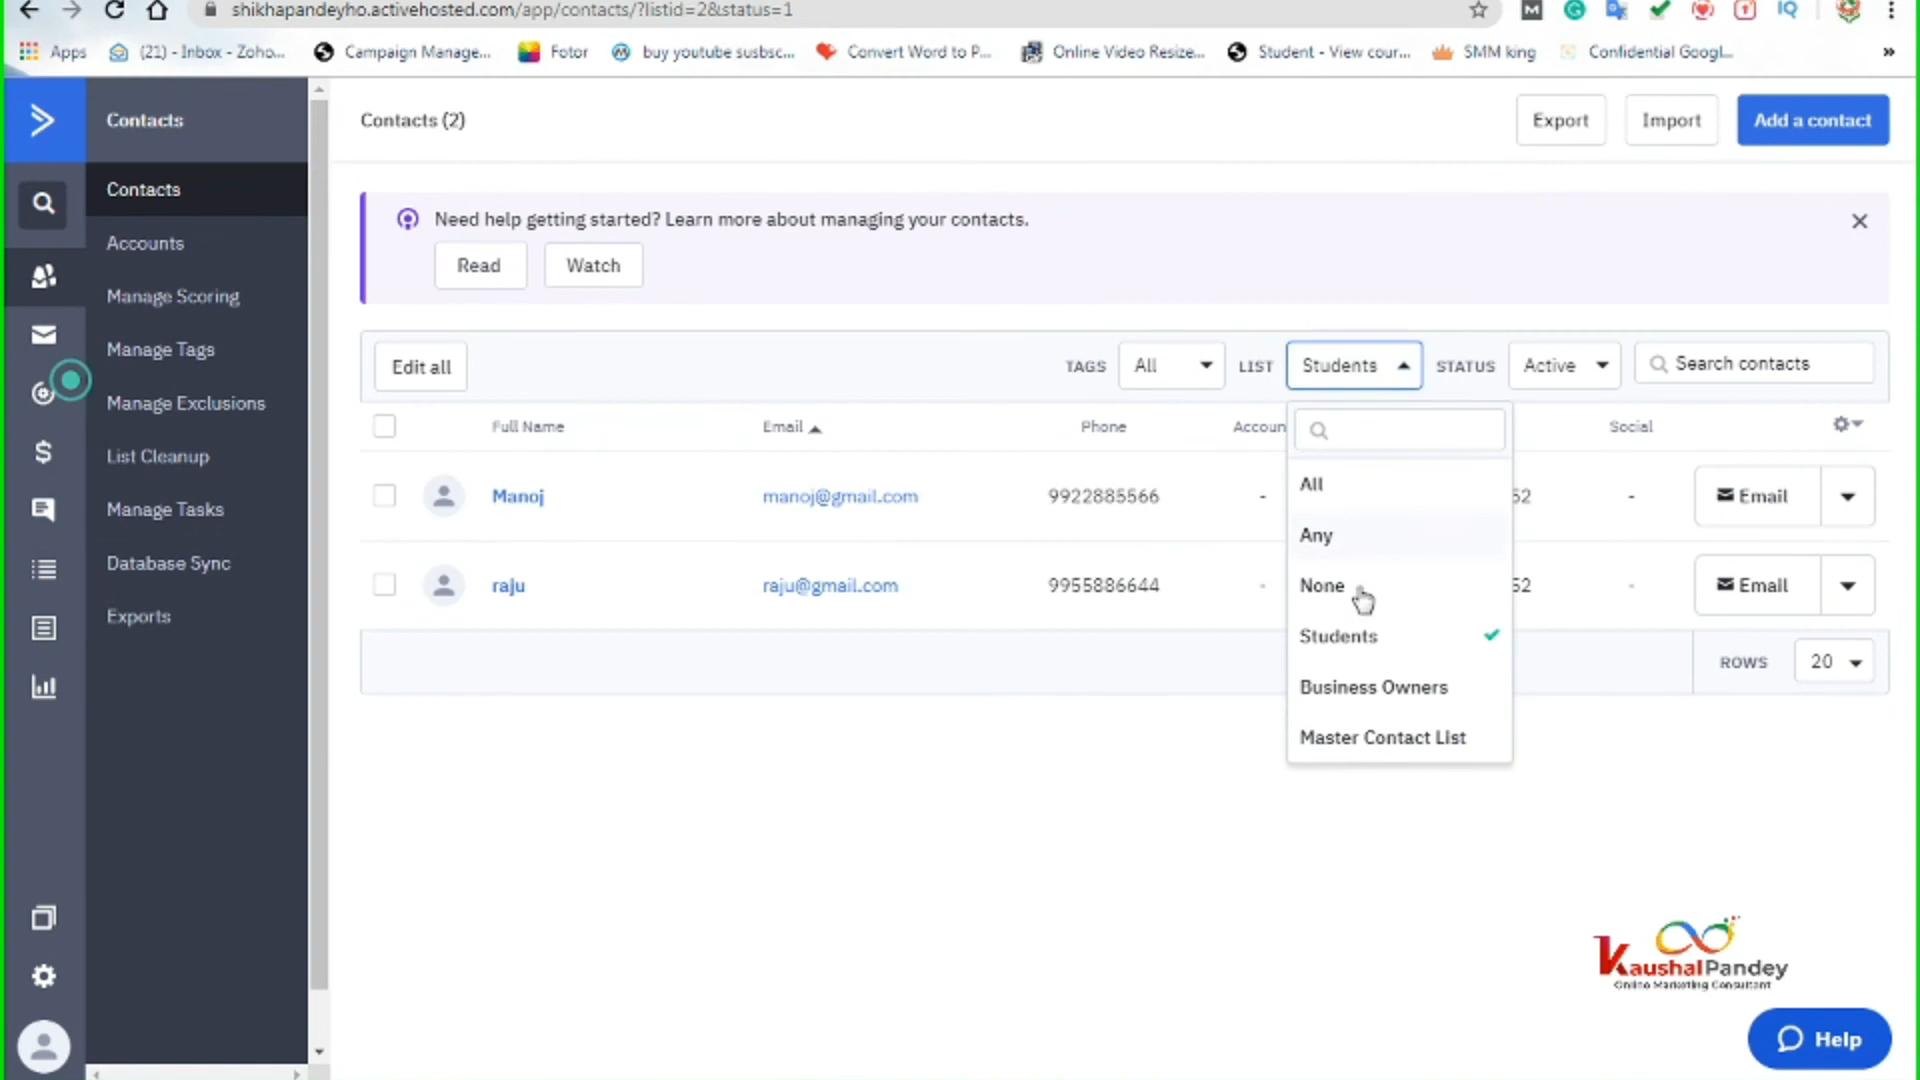 shikhapandeyho.activehosted.com/app/contacts/?listid=2&status=1
M IQ
Apps (21) - Inbox - Zoho... Campaign Manage... Fotor buy youtube susbsc... Convert Word to P... Online Video Resize... Student - View cour... SMM king Confidential Googl... »
Contacts
Contacts
Accounts
Manage Scoring
Manage Tags
Manage Exclusions
List Cleanup
Manage Tasks
Database Sync
Exports
Contacts (2)
Export Import Add a contact
Need help getting started? Learn more about managing your contacts.
Read Watch
Edit all TAGS All LIST Students STATUS Active Search contacts
Full Name Email Phone Accoun Social
Manoj manoj@gmail.com 9922885566 - 52 - Email
raju raju@gmail.com 9955886644 - 52 - Email
All
Any
None
Students
Business Owners
Master Contact List
ROWS 20
KaushalPandey
Online Marketing Consultant
Help